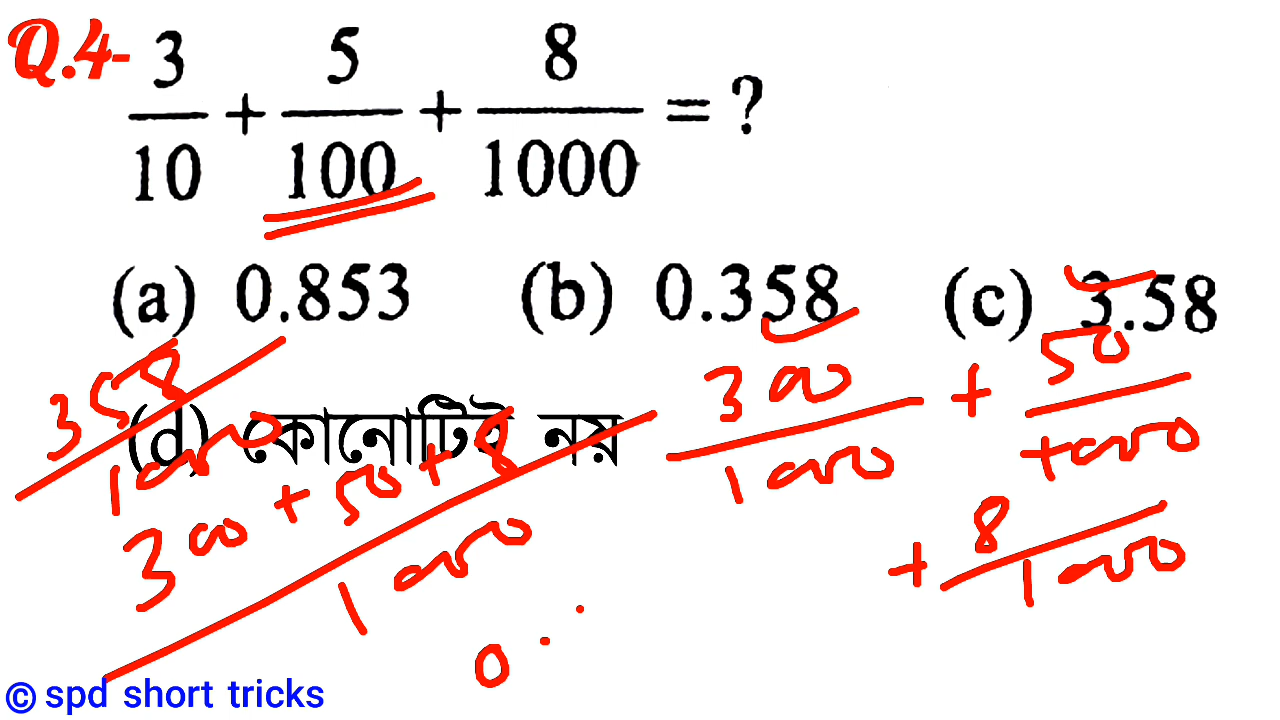 Q.4- 3/10 + 5/100 + 8/1000 = ?
(a) 0.853 (b) 0.358 (c) 3.58
(d) কোনোটিই নয়
300/1000 + 50/1000
+ 8/1000
300+50+8/1000
358/1000
0.
© spd short tricks